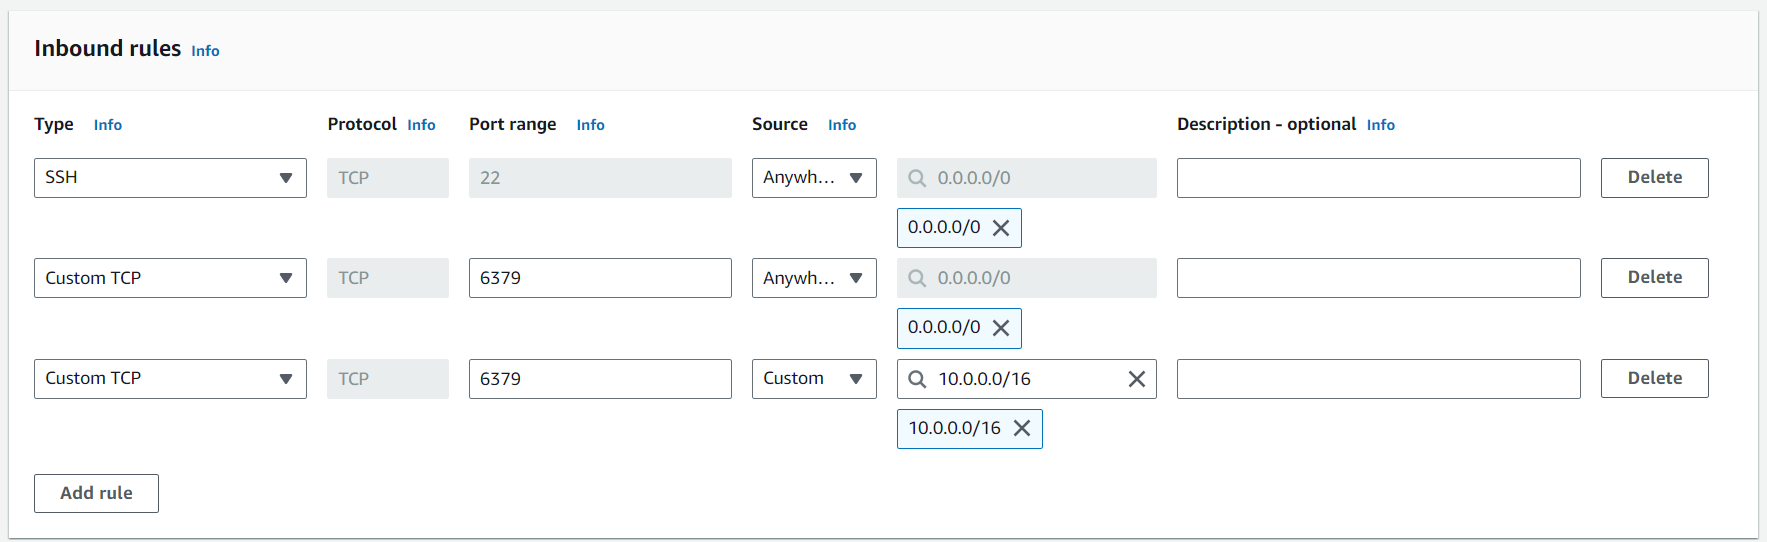 Inbound rules Info
Type Info Protocol Info Port range Info Source Info Description - optional Info
SSH TCP 22 Anywh... 0.0.0.0/0 Delete
0.0.0.0/0
Custom TCP TCP 6379 Anywh... 0.0.0.0/0 Delete
0.0.0.0/0
Custom TCP TCP 6379 Custom 10.0.0.0/16 Delete
10.0.0.0/16
Add rule